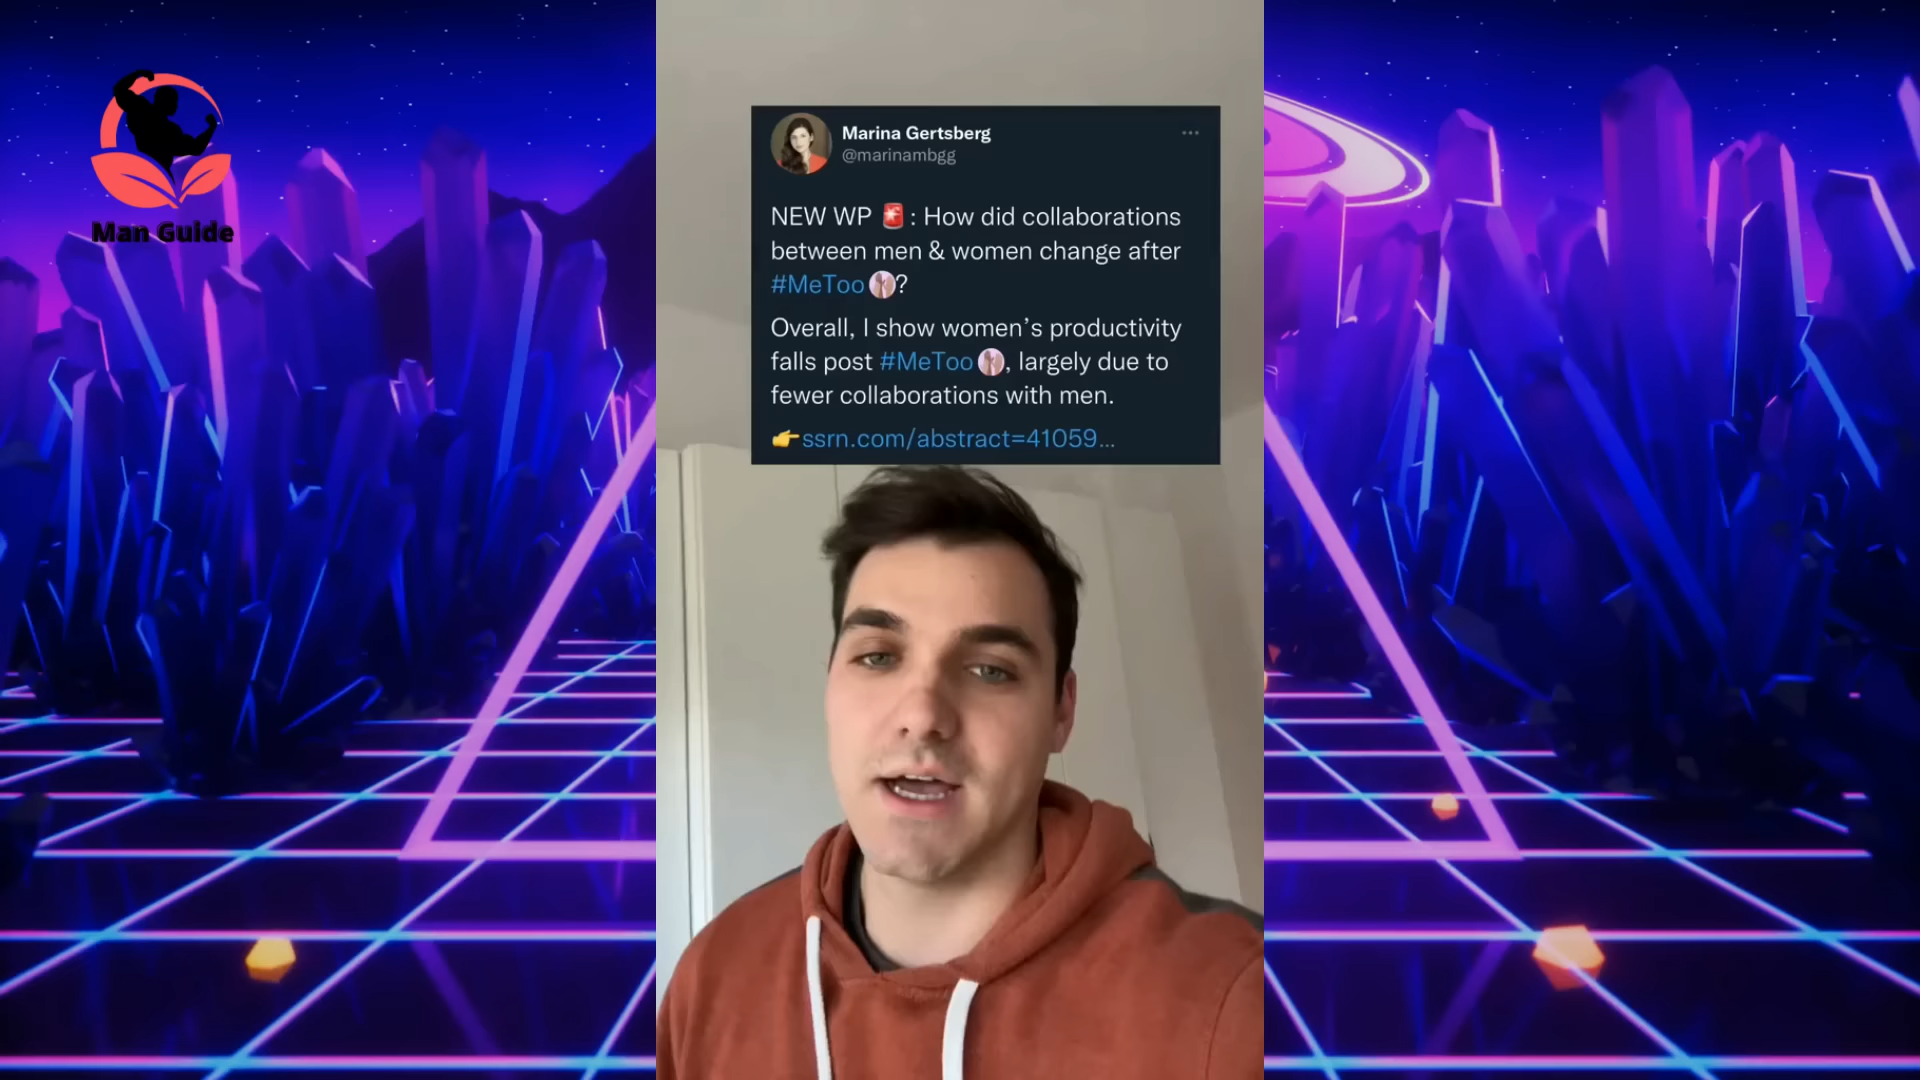 Man Guide
Marina Gertsberg
@marinambgg
NEW WP 🚨: How did collaborations
between men & women change after
#MeToo?
Overall, I show women’s productivity
falls post #MeToo, largely due to
fewer collaborations with men.
👉ssrn.com/abstract=41059...